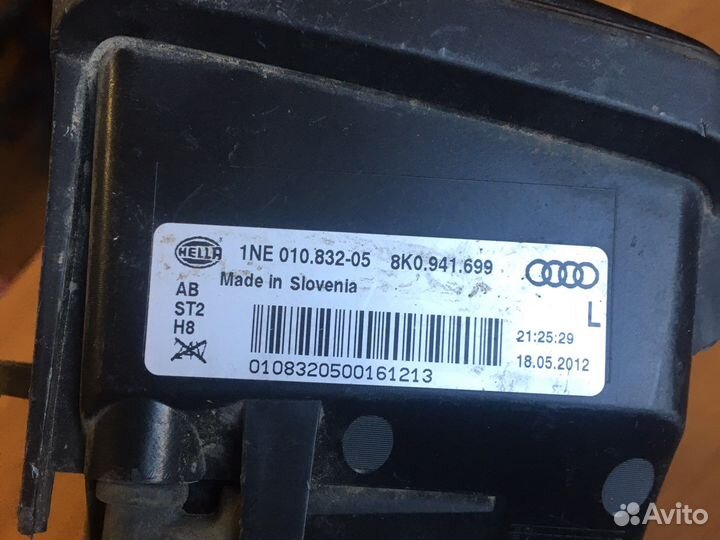 HELLA 1NE 010.832-05 8K0.941.699
Made in Slovenia
AB
ST2
H8
L
21:25:29
18.05.2012
0108320500161213
Avito